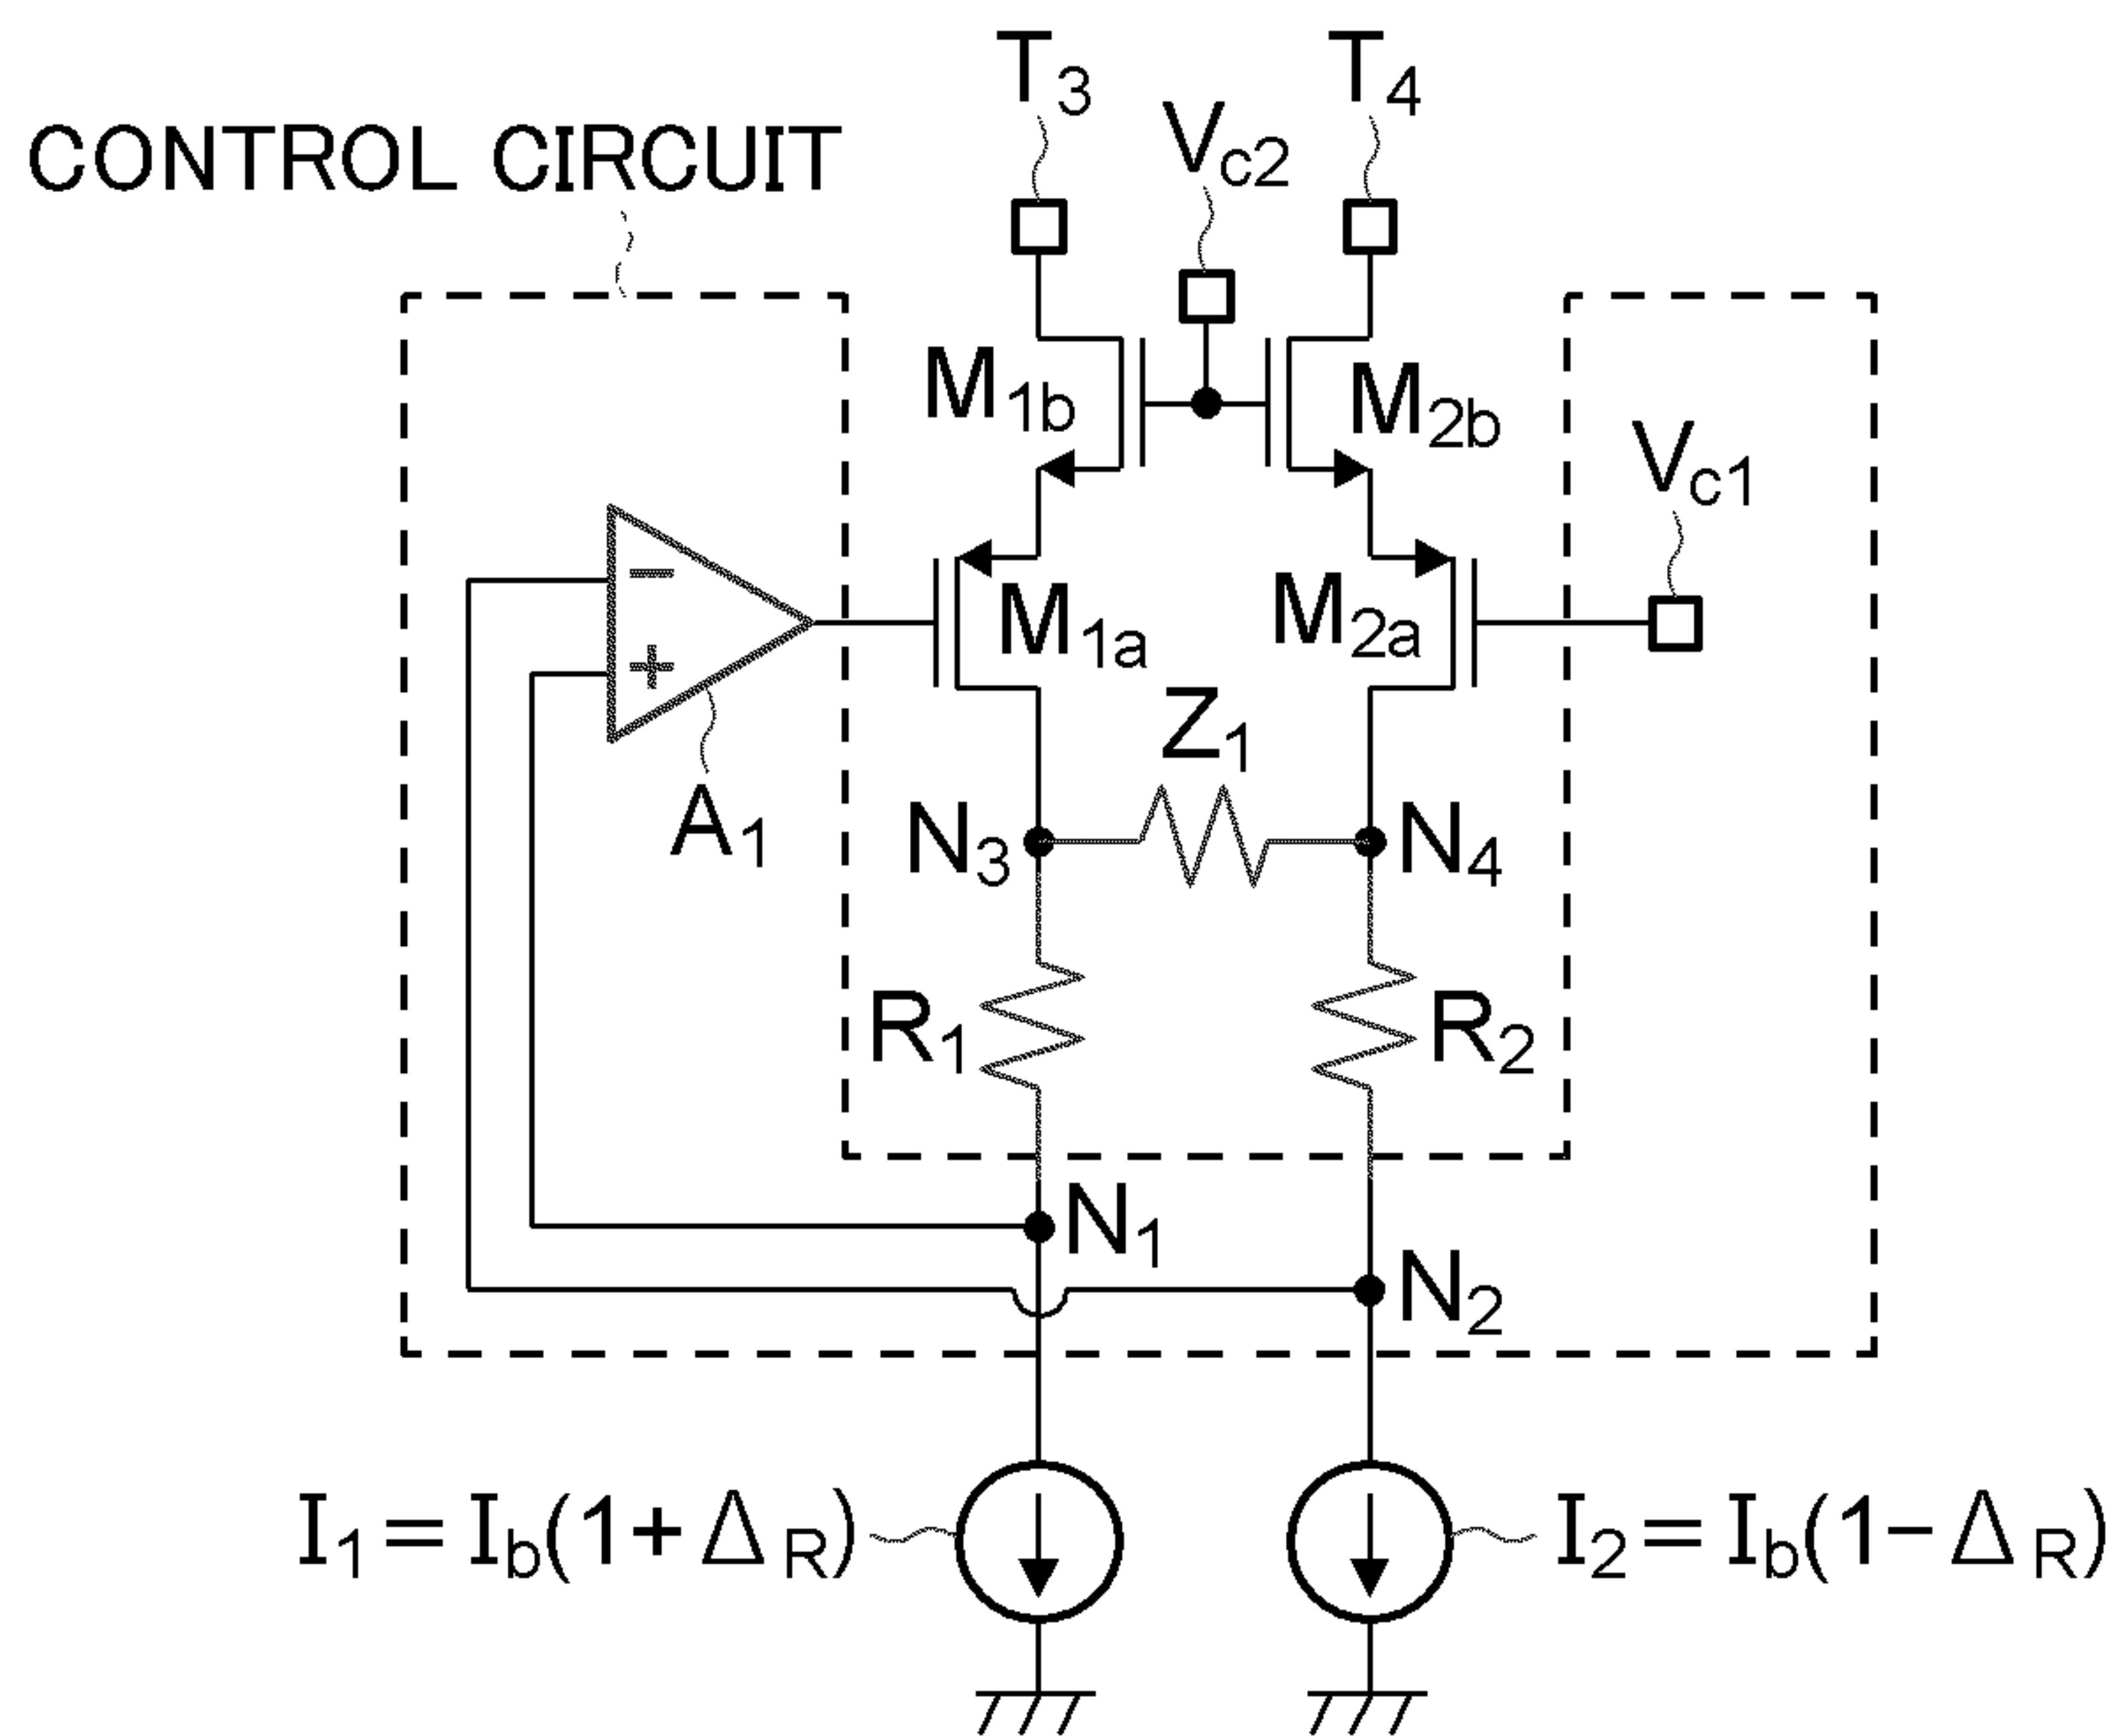 T3
T4
Vc2
CONTROL CIRCUIT
M1b
M2b
Vc1
−
+
M1a
M2a
Z1
A1
N3
N4
R1
R2
N1
N2
I1=Ib(1+ΔR)
I2=Ib(1−ΔR)